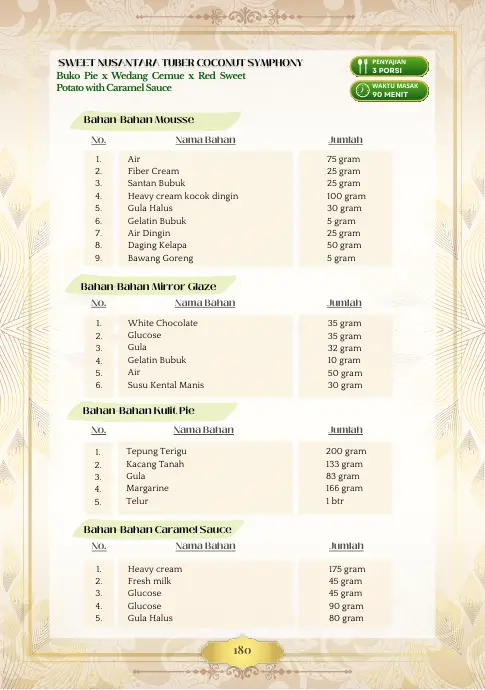 SWEET NUSANTARA TUBER COCONUT SYMPHONY
Buko Pie x Wedang Cemue x Red Sweet
Potato with Caramel Sauce
PENYAJIAN
3 PORSI
WAKTU MASAK
90 MENIT
Bahan-Bahan Mousse
No. Nama Bahan Jumlah
1. Air 75 gram
2. Fiber Cream 25 gram
3. Santan Bubuk 25 gram
4. Heavy cream kocok dingin 100 gram
5. Gula Halus 30 gram
6. Gelatin Bubuk 5 gram
7. Air Dingin 25 gram
8. Daging Kelapa 50 gram
9. Bawang Goreng 5 gram
Bahan-Bahan Mirror Glaze
No. Nama Bahan Jumlah
1. White Chocolate 35 gram
2. Glucose 35 gram
3. Gula 32 gram
4. Gelatin Bubuk 10 gram
5. Air 50 gram
6. Susu Kental Manis 30 gram
Bahan-Bahan Kulit Pie
No. Nama Bahan Jumlah
1. Tepung Terigu 200 gram
2. Kacang Tanah 133 gram
3. Gula 83 gram
4. Margarine 166 gram
5. Telur 1 btr
Bahan-Bahan Caramel Sauce
No. Nama Bahan Jumlah
1. Heavy cream 175 gram
2. Fresh milk 45 gram
3. Glucose 45 gram
4. Glucose 90 gram
5. Gula Halus 80 gram
180